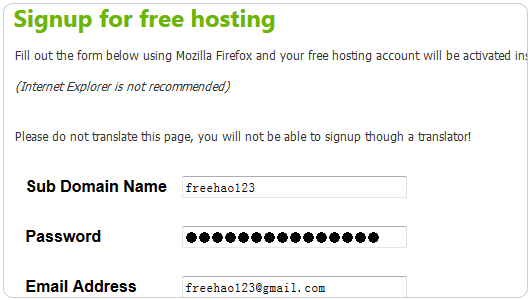 Signup for free hosting
Fill out the form below using Mozilla Firefox and your free hosting account will be activated
(Internet Explorer is not recommended)
Please do not translate this page, you will not be able to signup though a translator!
Sub Domain Name freehao123
Password ●●●●●●●●●●●●●●●
Email Address freehao123@gmail.com